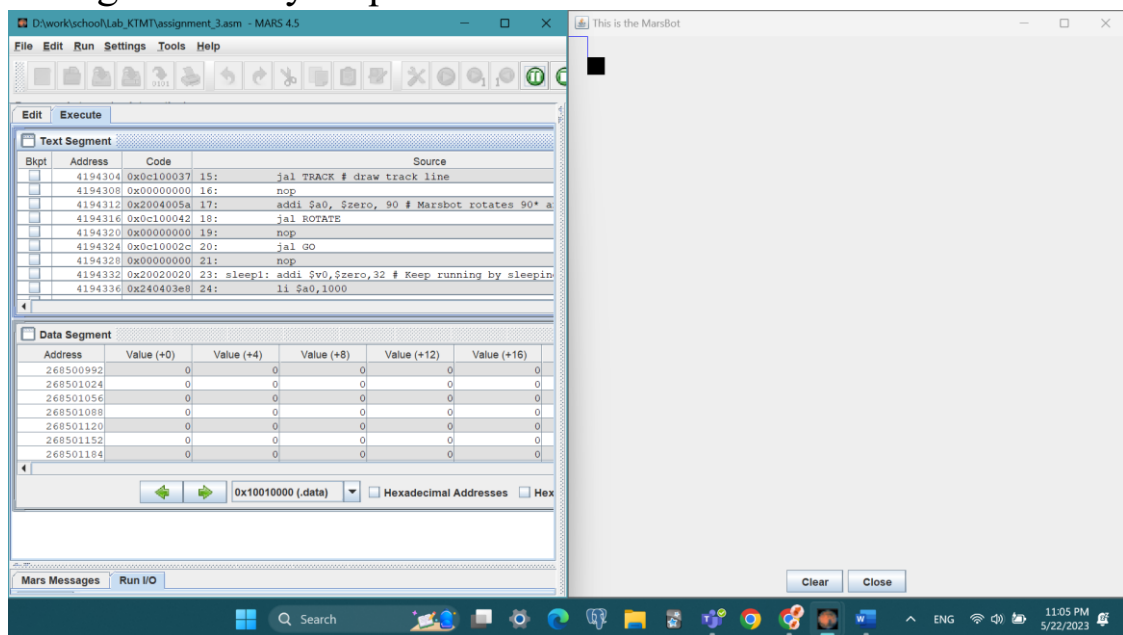 D:\work\school\Lab_KTMT\assignment_3.asm - MARS 4.5
File Edit Run Settings Tools Help
Edit Execute
Text Segment
Bkpt Address Code Source
4194304 0x0c100037 15: jal TRACK # draw track line
4194308 0x00000000 16: nop
4194312 0x2004005a 17: addi $a0, $zero, 90 # Marsbot rotates 90*
4194316 0x0c100042 18: jal ROTATE
4194320 0x00000000 19: nop
4194324 0x0c10002c 20: jal GO
4194328 0x00000000 21: nop
4194332 0x20020020 23: sleep1: addi $v0,$zero,32 # Keep running by sleepin
4194336 0x240403e8 24: li $a0,1000
Data Segment
Address Value (+0) Value (+4) Value (+8) Value (+12) Value (+16)
268500992 0 0 0 0 0
268501024 0 0 0 0 0
268501056 0 0 0 0 0
268501088 0 0 0 0 0
268501120 0 0 0 0 0
268501152 0 0 0 0 0
268501184 0 0 0 0 0
0x10010000 (.data) Hexadecimal Addresses Hex
Mars Messages Run I/O
This is the MarsBot
Clear Close
Search
ENG
11:05 PM
5/22/2023